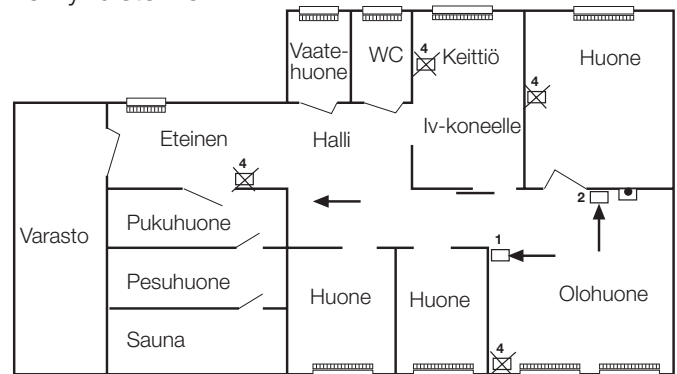 Vaate-
huone
WC
4
Keittiö
4
Huone
Iv-koneelle
Eteinen
Halli
4
Pukuhuone
2
Varasto
1
Pesuhuone
Huone
Huone
Olohuone
Sauna
4